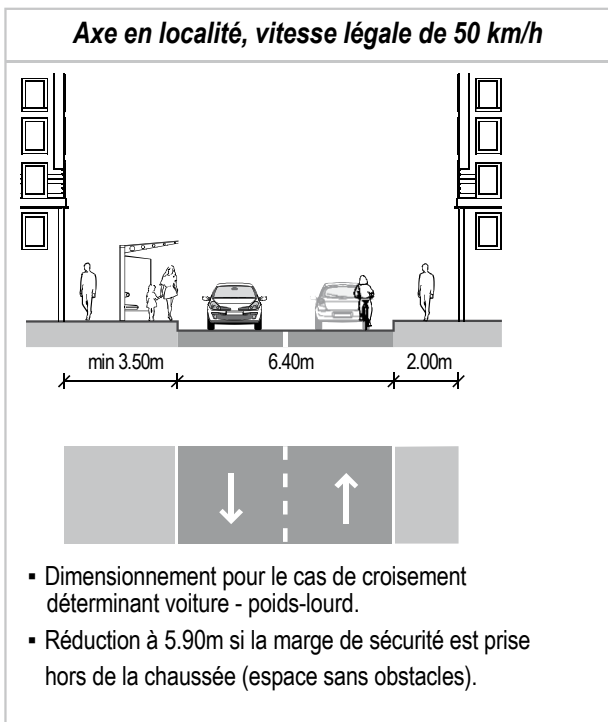 Axe en localité, vitesse légale de 50 km/h
min 3.50m 6.40m 2.00m
▪ Dimensionnement pour le cas de croisement
déterminant voiture - poids-lourd.
▪ Réduction à 5.90m si la marge de sécurité est prise
hors de la chaussée (espace sans obstacles).